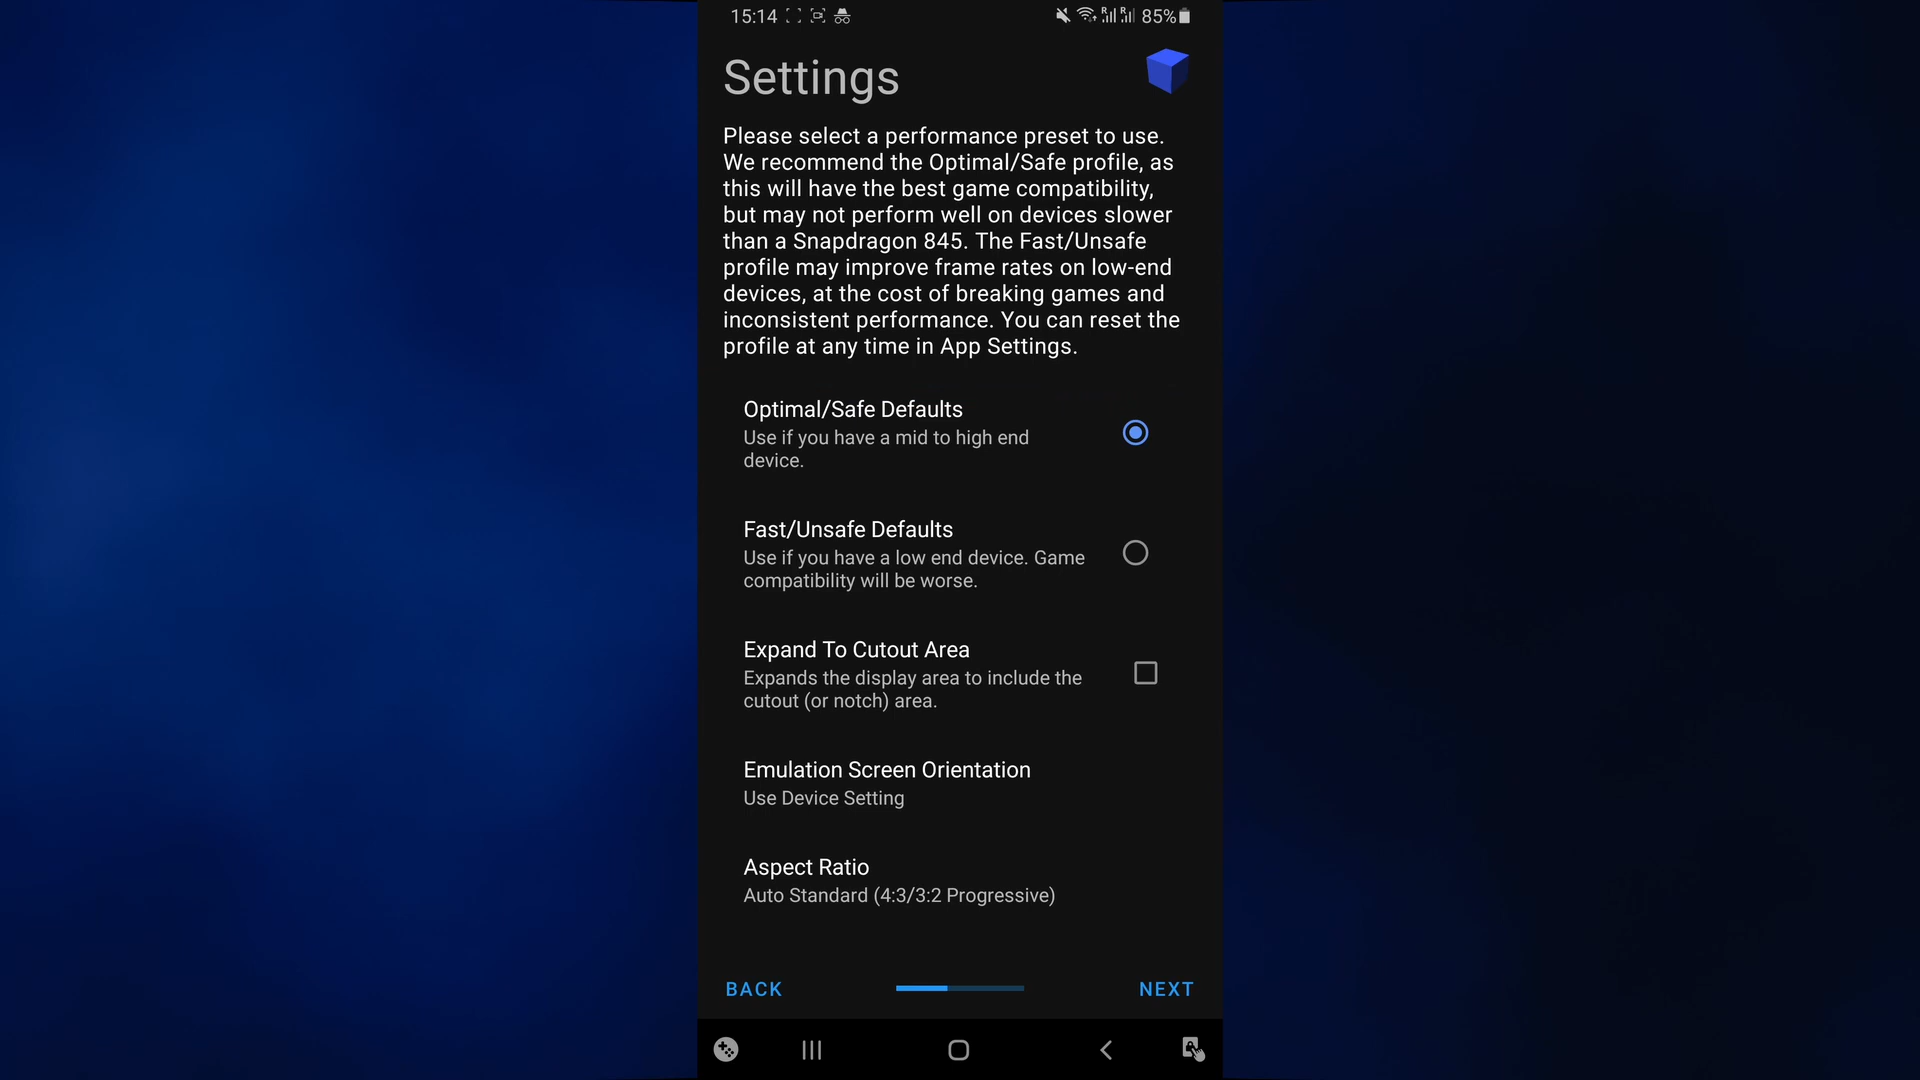 15:14
R R 85%
Settings
Please select a performance preset to use.
We recommend the Optimal/Safe profile, as
this will have the best game compatibility,
but may not perform well on devices slower
than a Snapdragon 845. The Fast/Unsafe
profile may improve frame rates on low-end
devices, at the cost of breaking games and
inconsistent performance. You can reset the
profile at any time in App Settings.
Optimal/Safe Defaults
Use if you have a mid to high end
device.
Fast/Unsafe Defaults
Use if you have a low end device. Game
compatibility will be worse.
Expand To Cutout Area
Expands the display area to include the
cutout (or notch) area.
Emulation Screen Orientation
Use Device Setting
Aspect Ratio
Auto Standard (4:3/3:2 Progressive)
BACK
NEXT